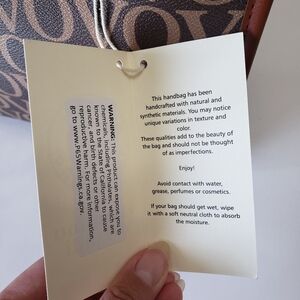 WARNING: This product can expose you to
chemicals, including Phthalates, which are
known to the State of California to cause
cancer, and birth defects or other
reproductive harm. For more information,
go to www.P65Warnings.ca.gov.
This handbag has been
handcrafted with natural and
synthetic materials. You may notice
unique variations in texture and
color.
These qualities add to the beauty of
the bag and should not be thought
of as imperfections.
Enjoy!
Avoid contact with water,
grease, perfumes or cosmetics.
If your bag should get wet, wipe
it with a soft neutral cloth to absorb
the moisture.